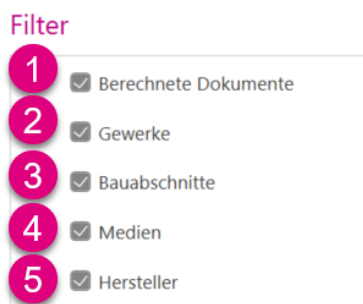 Filter
1 Berechnete Dokumente
2 Gewerke
3 Bauabschnitte
4 Medien
5 Hersteller